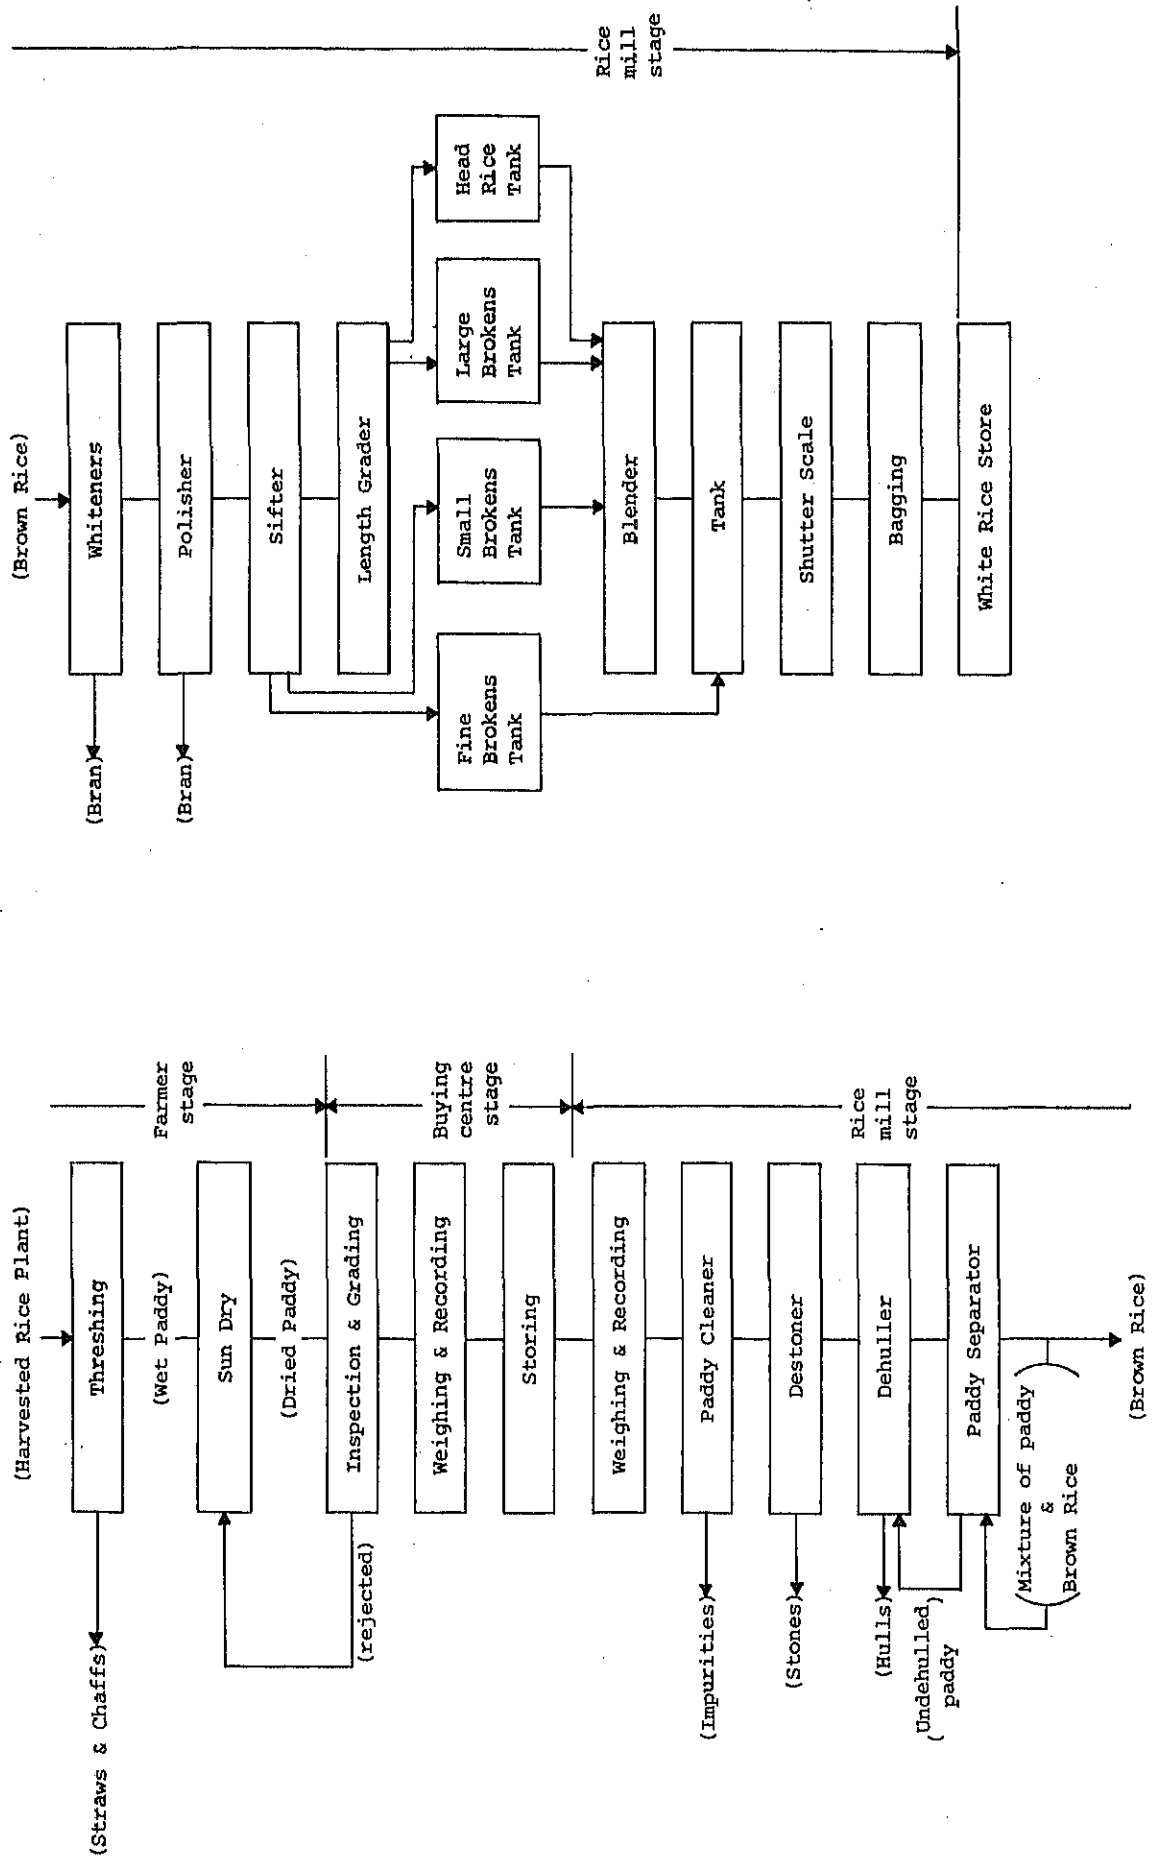 (Harvested Rice Plant)
Threshing
(Straws & Chaffs)
(Wet Paddy)
Sun Dry
(Dried Paddy)
Farmer
stage
Inspection & Grading
(rejected)
Weighing & Recording
Storing
Buying
centre
stage
Weighing & Recording
Paddy Cleaner
(Impurities)
Destoner
(Stones)
Dehuller
(Hulls)
(Undehulled)
paddy
Paddy Separator
(Mixture of paddy)
&
Brown Rice
(Brown Rice)
Rice
mill
stage
(Brown Rice)
Whiteners
(Bran)
Polisher
(Bran)
Sifter
Length Grader
Fine
Brokens
Tank
Small
Brokens
Tank
Large
Brokens
Tank
Head
Rice
Tank
Blender
Tank
Shutter Scale
Bagging
White Rice Store
Rice
mill
stage